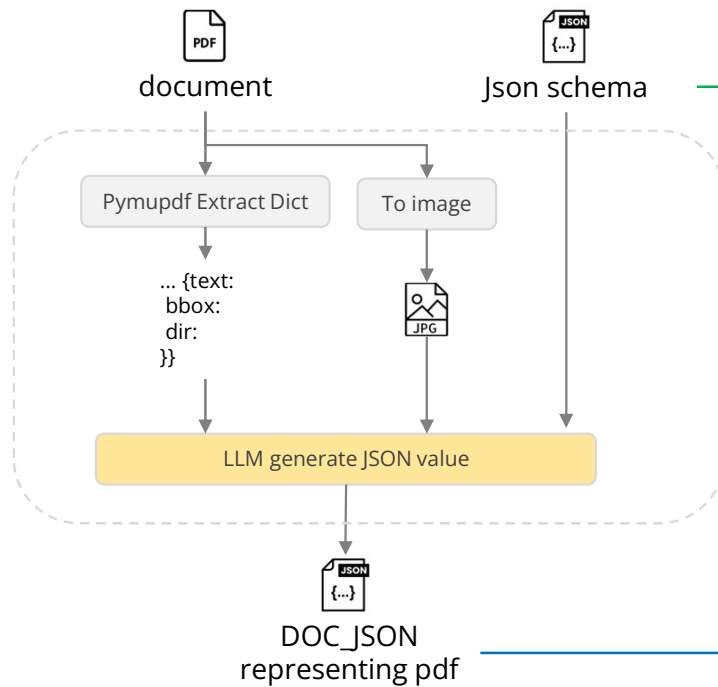 PDF
JSON
{...}
document
Json schema
Pymupdf Extract Dict
To image
... {text:
bbox:
dir:
}}
JPG
LLM generate JSON value
JSON
{...}
DOC_JSON
representing pdf